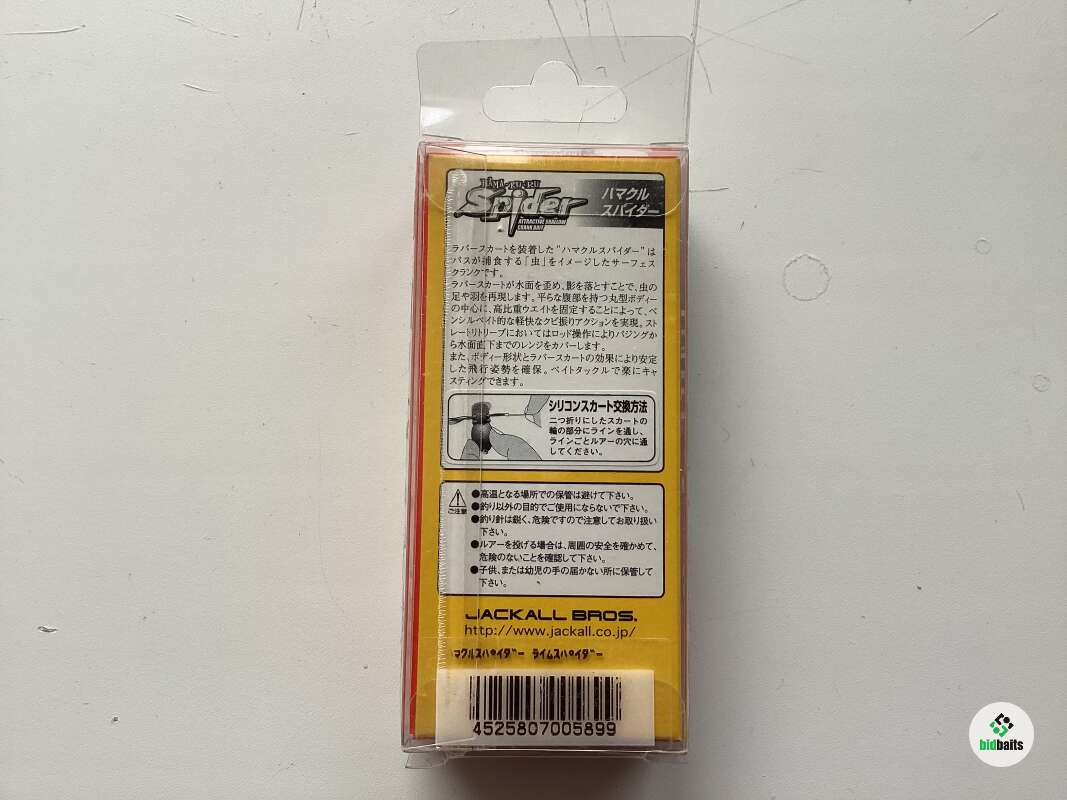 HAMA-KU-RU
Spider
ATTRACTIVE SHALLOW
CRANK BAIT
ハマクル
スパイダー
ラバースカートを装着した“ハマクルスパイダー”は
バスが捕食する「虫」をイメージしたサーフェス
クランクです。
ラバースカートが水面を歪め、影を落とすことで、虫の
足や羽を再現します。平らな腹部を持つ丸型ボディー
の中心に、高比重ウエイトを固定することによって、ペ
ンシルベイト的な軽快なクビ振りアクションを実現。スト
レートリトリーブにおいてはロッド操作によりバジングか
ら水面直下までのレンジをカバーします。
また、ボディー形状とラバースカートの効果により安定
した飛行姿勢を確保。ベイトタックルで楽にキャ
スティングできます。
シリコンスカート交換方法
二つ折りにしたスカートの
輪の部分にラインを通し、
ラインごとルアーの穴に通
してください。
ご注意
●高温となる場所での保管は避けて下さい。
●釣り以外の目的でご使用にならないで下さい。
●釣り針は鋭く、危険ですので注意してお取り扱い
下さい。
●ルアーを投げる場合は、周囲の安全を確かめて、
危険のないことを確認して下さい。
●子供、または幼児の手の届かない所に保管して
下さい。
JACKALL BROS.
http://www.jackall.co.jp/
マクルスパイダー ライムスパイダー
4525807005899
bidbaits